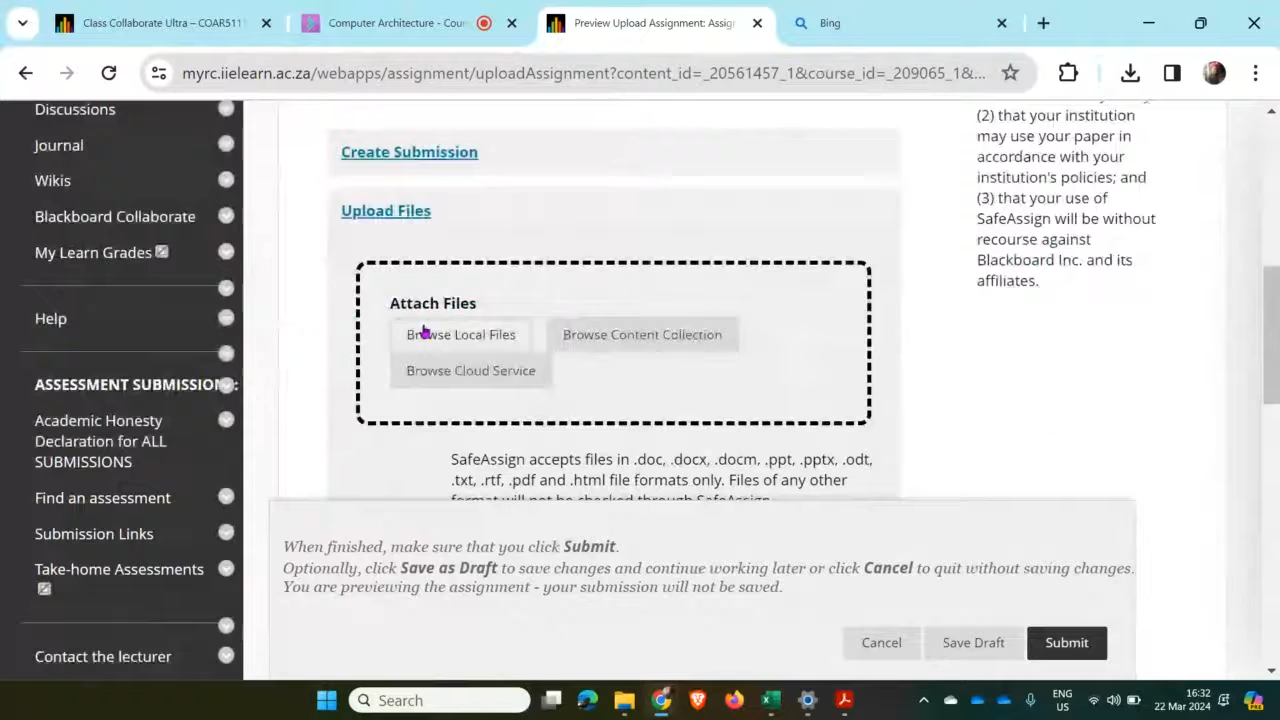 Class Collaborate Ultra – COAR511
Computer Architecture - Cou
Preview Upload Assignment: Assig
Bing
myrc.iielearn.ac.za/webapps/assignment/uploadAssignment?content_id=_20561457_1&course_id=_209065_1&...
Discussions
Journal
Wikis
Blackboard Collaborate
My Learn Grades
Help
ASSESSMENT SUBMISSION
Academic Honesty
Declaration for ALL
SUBMISSIONS
Find an assessment
Submission Links
Take-home Assessments
Contact the lecturer
Create Submission
Upload Files
Attach Files
Browse Local Files
Browse Content Collection
Browse Cloud Service
SafeAssign accepts files in .doc, .docx, .docm, .ppt, .pptx, .odt,
.txt, .rtf, .pdf and .html file formats only. Files of any other
format will not be checked through SafeAssign.
(2) that your institution
may use your paper in
accordance with your
institution's policies; and
(3) that your use of
SafeAssign will be without
recourse against
Blackboard Inc. and its
affiliates.
When finished, make sure that you click Submit.
Optionally, click Save as Draft to save changes and continue working later or click Cancel to quit without saving changes.
You are previewing the assignment - your submission will not be saved.
Cancel
Save Draft
Submit
Search
ENG
US
16:32
22 Mar 2024